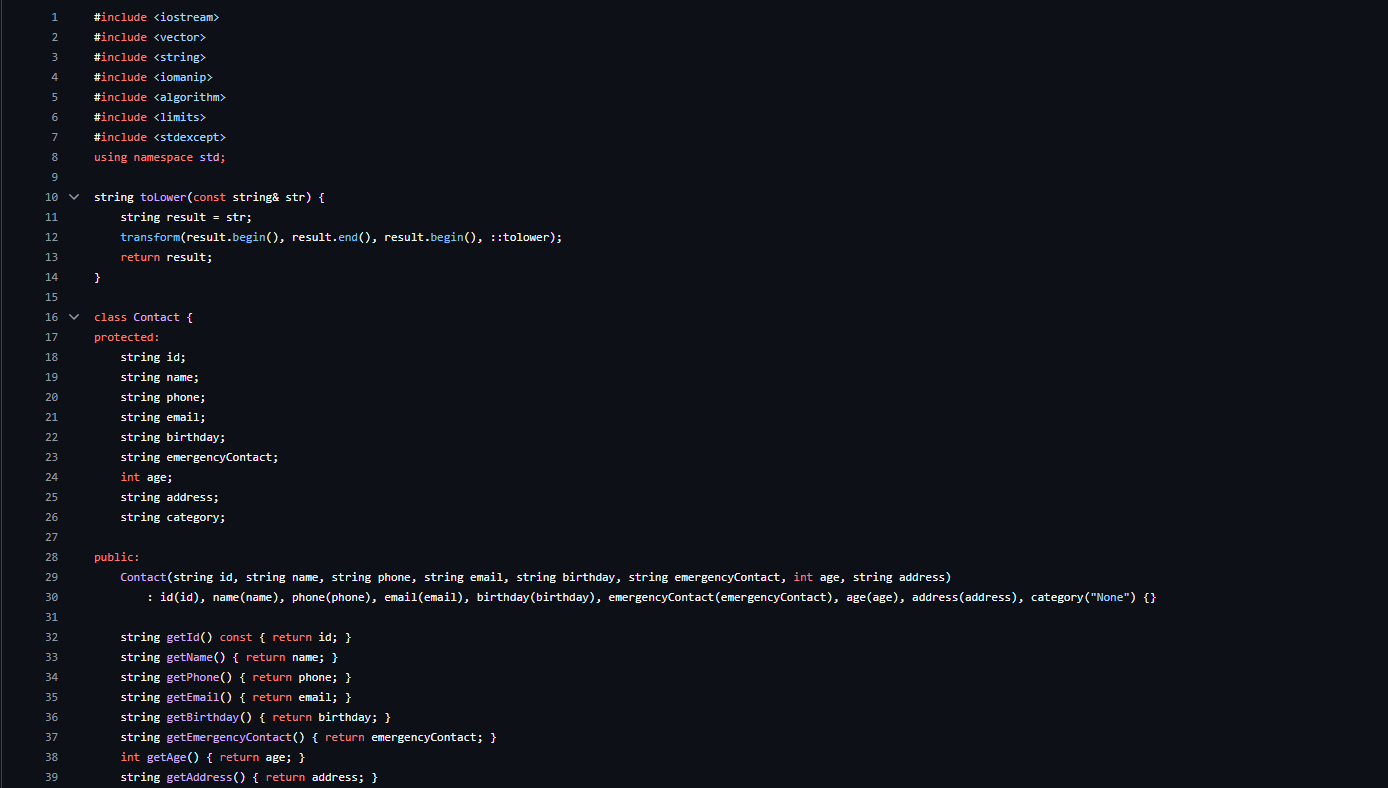 1 #include <iostream>
2 #include <vector>
3 #include <string>
4 #include <iomanip>
5 #include <algorithm>
6 #include <limits>
7 #include <stdexcept>
8 using namespace std;
9
10 string toLower(const string& str) {
11     string result = str;
12     transform(result.begin(), result.end(), result.begin(), ::tolower);
13     return result;
14 }
15
16 class Contact {
17 protected:
18     string id;
19     string name;
20     string phone;
21     string email;
22     string birthday;
23     string emergencyContact;
24     int age;
25     string address;
26     string category;
27
28 public:
29     Contact(string id, string name, string phone, string email, string birthday, string emergencyContact, int age, string address)
30         : id(id), name(name), phone(phone), email(email), birthday(birthday), emergencyContact(emergencyContact), age(age), address(address), category("None") {}
31
32     string getId() const { return id; }
33     string getName() { return name; }
34     string getPhone() { return phone; }
35     string getEmail() { return email; }
36     string getBirthday() { return birthday; }
37     string getEmergencyContact() { return emergencyContact; }
38     int getAge() { return age; }
39     string getAddress() { return address; }